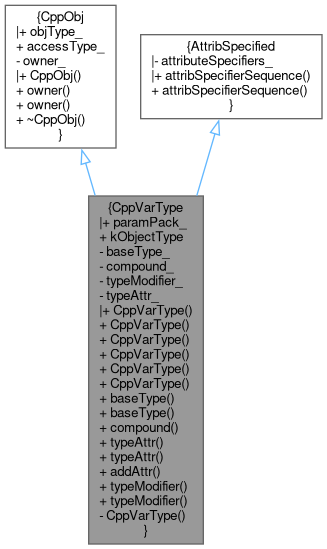 {CppObj
|+ objType_
+ accessType_
- owner_
|+ CppObj()
+ owner()
+ owner()
+ ~CppObj()
}
{AttribSpecified
|- attributeSpecifiers_
|+ attribSpecifierSequence()
+ attribSpecifierSequence()
}
{CppVarType
|+ paramPack_
+ kObjectType
- baseType_
- compound_
- typeModifier_
- typeAttr_
|+ CppVarType()
+ CppVarType()
+ CppVarType()
+ CppVarType()
+ CppVarType()
+ CppVarType()
+ baseType()
+ baseType()
+ compound()
+ typeAttr()
+ typeAttr()
+ addAttr()
+ typeModifier()
+ typeModifier()
- CppVarType()
}